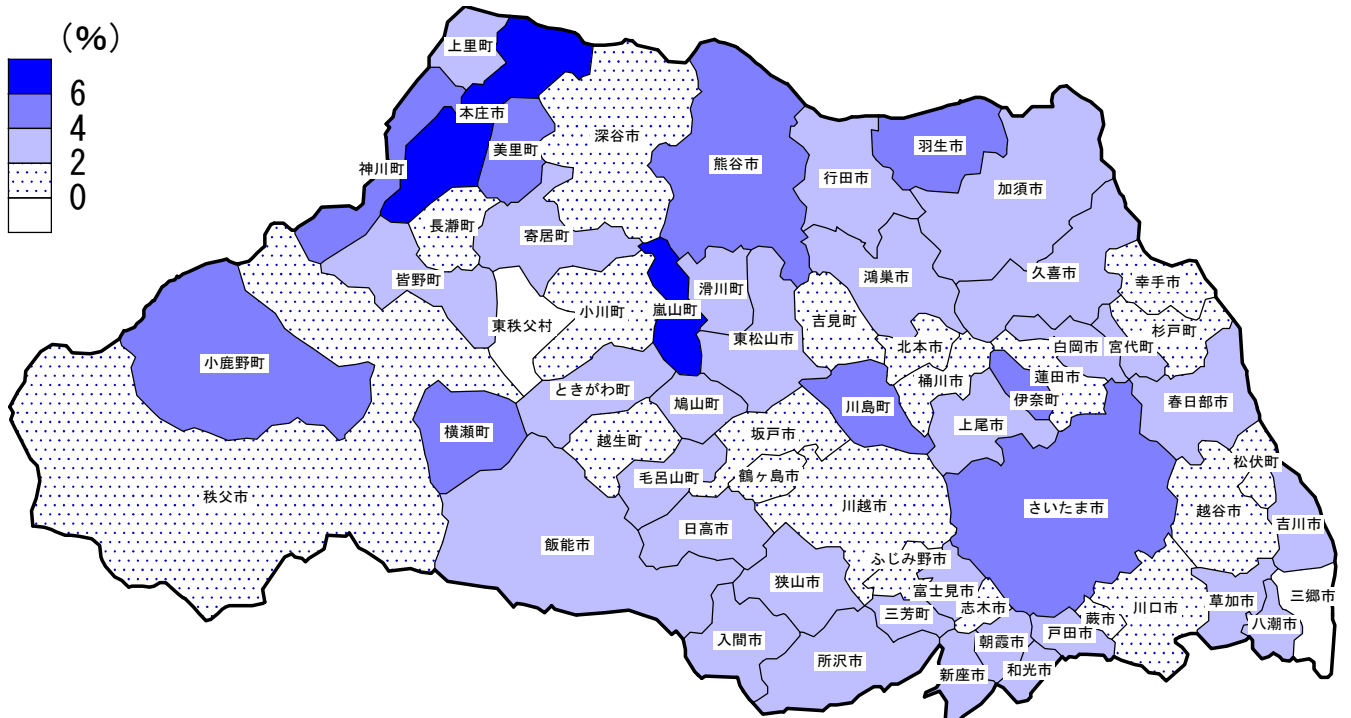 (%)
6
4
2
0
上里町
本庄市
深谷市
神川町
美里町
熊谷市
行田市
羽生市
加須市
長瀞町
寄居町
皆野町
鴻巣市
久喜市
幸手市
東秩父村
小川町
嵐山町
滑川町
東松山市
吉見町
北本市
白岡市
宮代町
杉戸町
小鹿野町
ときがわ町
鳩山町
川島町
桶川市
蓮田市
伊奈町
春日部市
横瀬町
越生町
坂戸市
上尾市
秩父市
毛呂山町
鶴ヶ島市
川越市
さいたま市
松伏町
越谷市
吉川市
飯能市
日高市
狭山市
ふじみ野市
富士見市
三芳町
志木市
蕨市
川口市
草加市
三郷市
八潮市
入間市
所沢市
朝霞市
戸田市
新座市
和光市